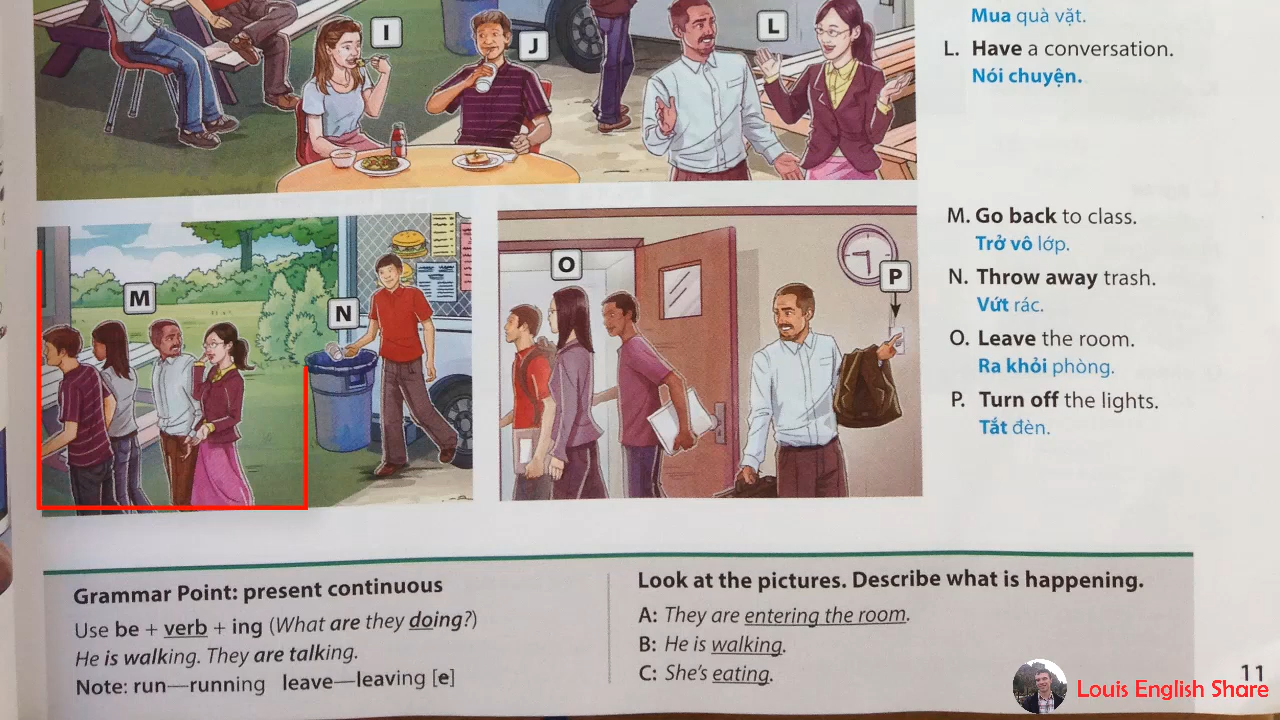 I
J
L
Mua quà vặt.
L. Have a conversation.
Nói chuyện.
M
N
O
P
M. Go back to class.
Trở vô lớp.
N. Throw away trash.
Vứt rác.
O. Leave the room.
Ra khỏi phòng.
P. Turn off the lights.
Tắt đèn.
Grammar Point: present continuous
Use be + verb + ing (What are they doing?)
He is walking. They are talking.
Note: run—running leave—leaving [e]
Look at the pictures. Describe what is happening.
A: They are entering the room.
B: He is walking.
C: She's eating.
11
Louis English Share